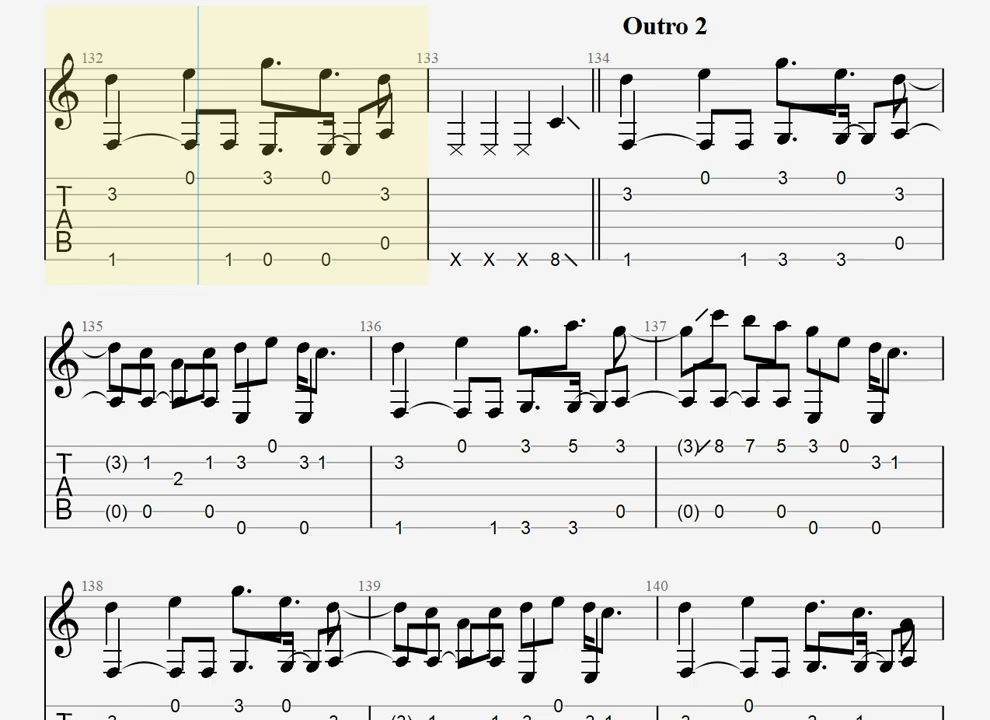 Outro 2
132 133 134
0 3 0 0 3 0
T 3 3 3 3
A
B 0 0
1 1 0 0 X X X 8 1 1 3 3
135 136 137
0 0 3 5 3 (3) 8 7 5 3 0
T (3) 1 1 3 3 1 3 3 1
A 2
B (0) 0 0 0 (0) 0 0
0 0 1 1 3 3 0 0
138 139 140
0 3 0 0 0